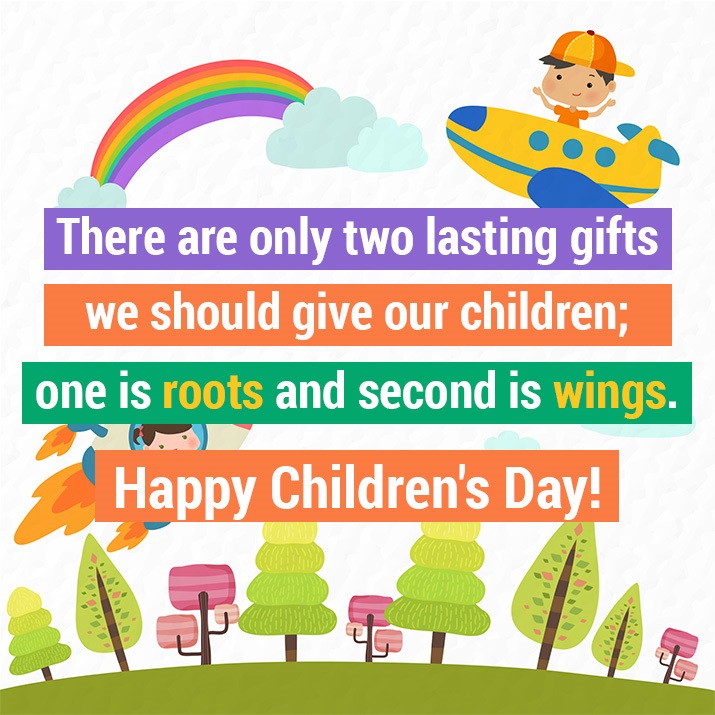 There are only two lasting gifts
we should give our children;
one is roots and second is wings.
Happy Children's Day!